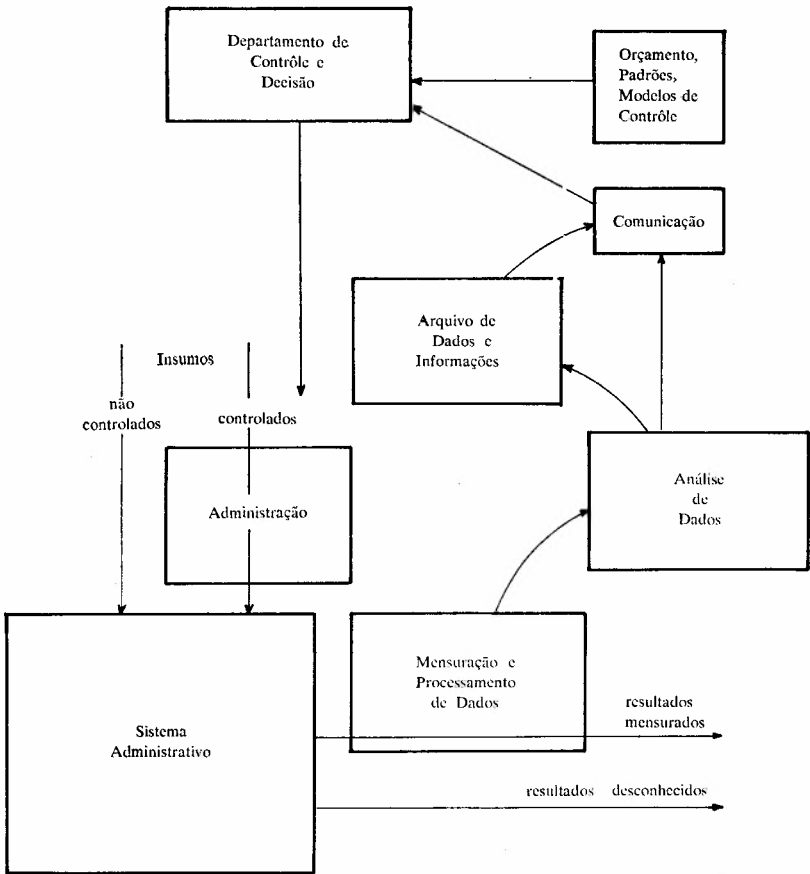 Departamento de
Contrôle e
Decisão
Orçamento,
Padrões,
Modelos de
Contrôle
Comunicação
Arquivo de
Dados e
Informações
Insumos
não
controlados
controlados
Análise
de
Dados
Administração
Mensuração e
Processamento
de Dados
resultados
mensurados
Sistema
Administrativo
resultados desconhecidos